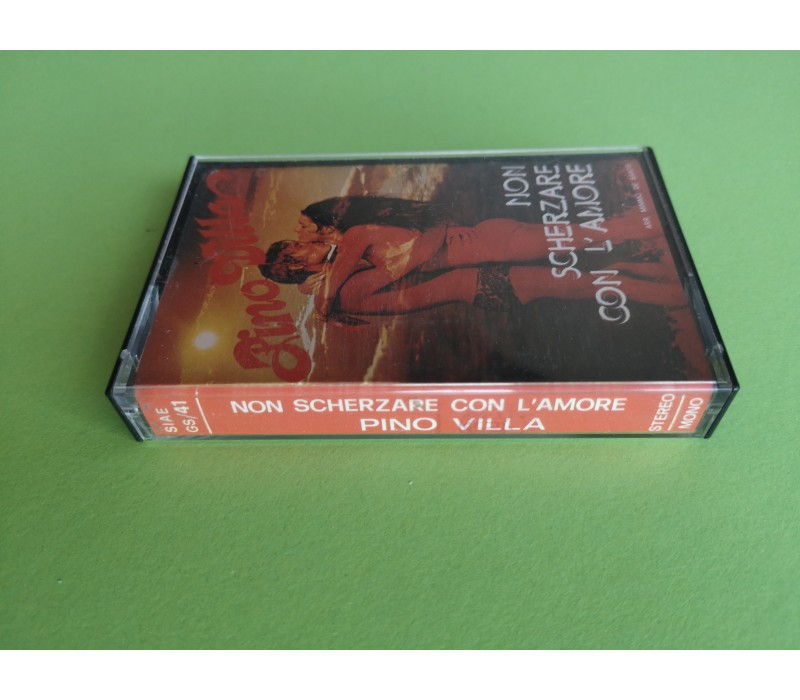 Pino Villa
NON
SCHERZARE
CON L'AMORE
NON SCHERZARE CON L'AMORE
PINO VILLA
SIAE
GS/41
STEREO
MONO